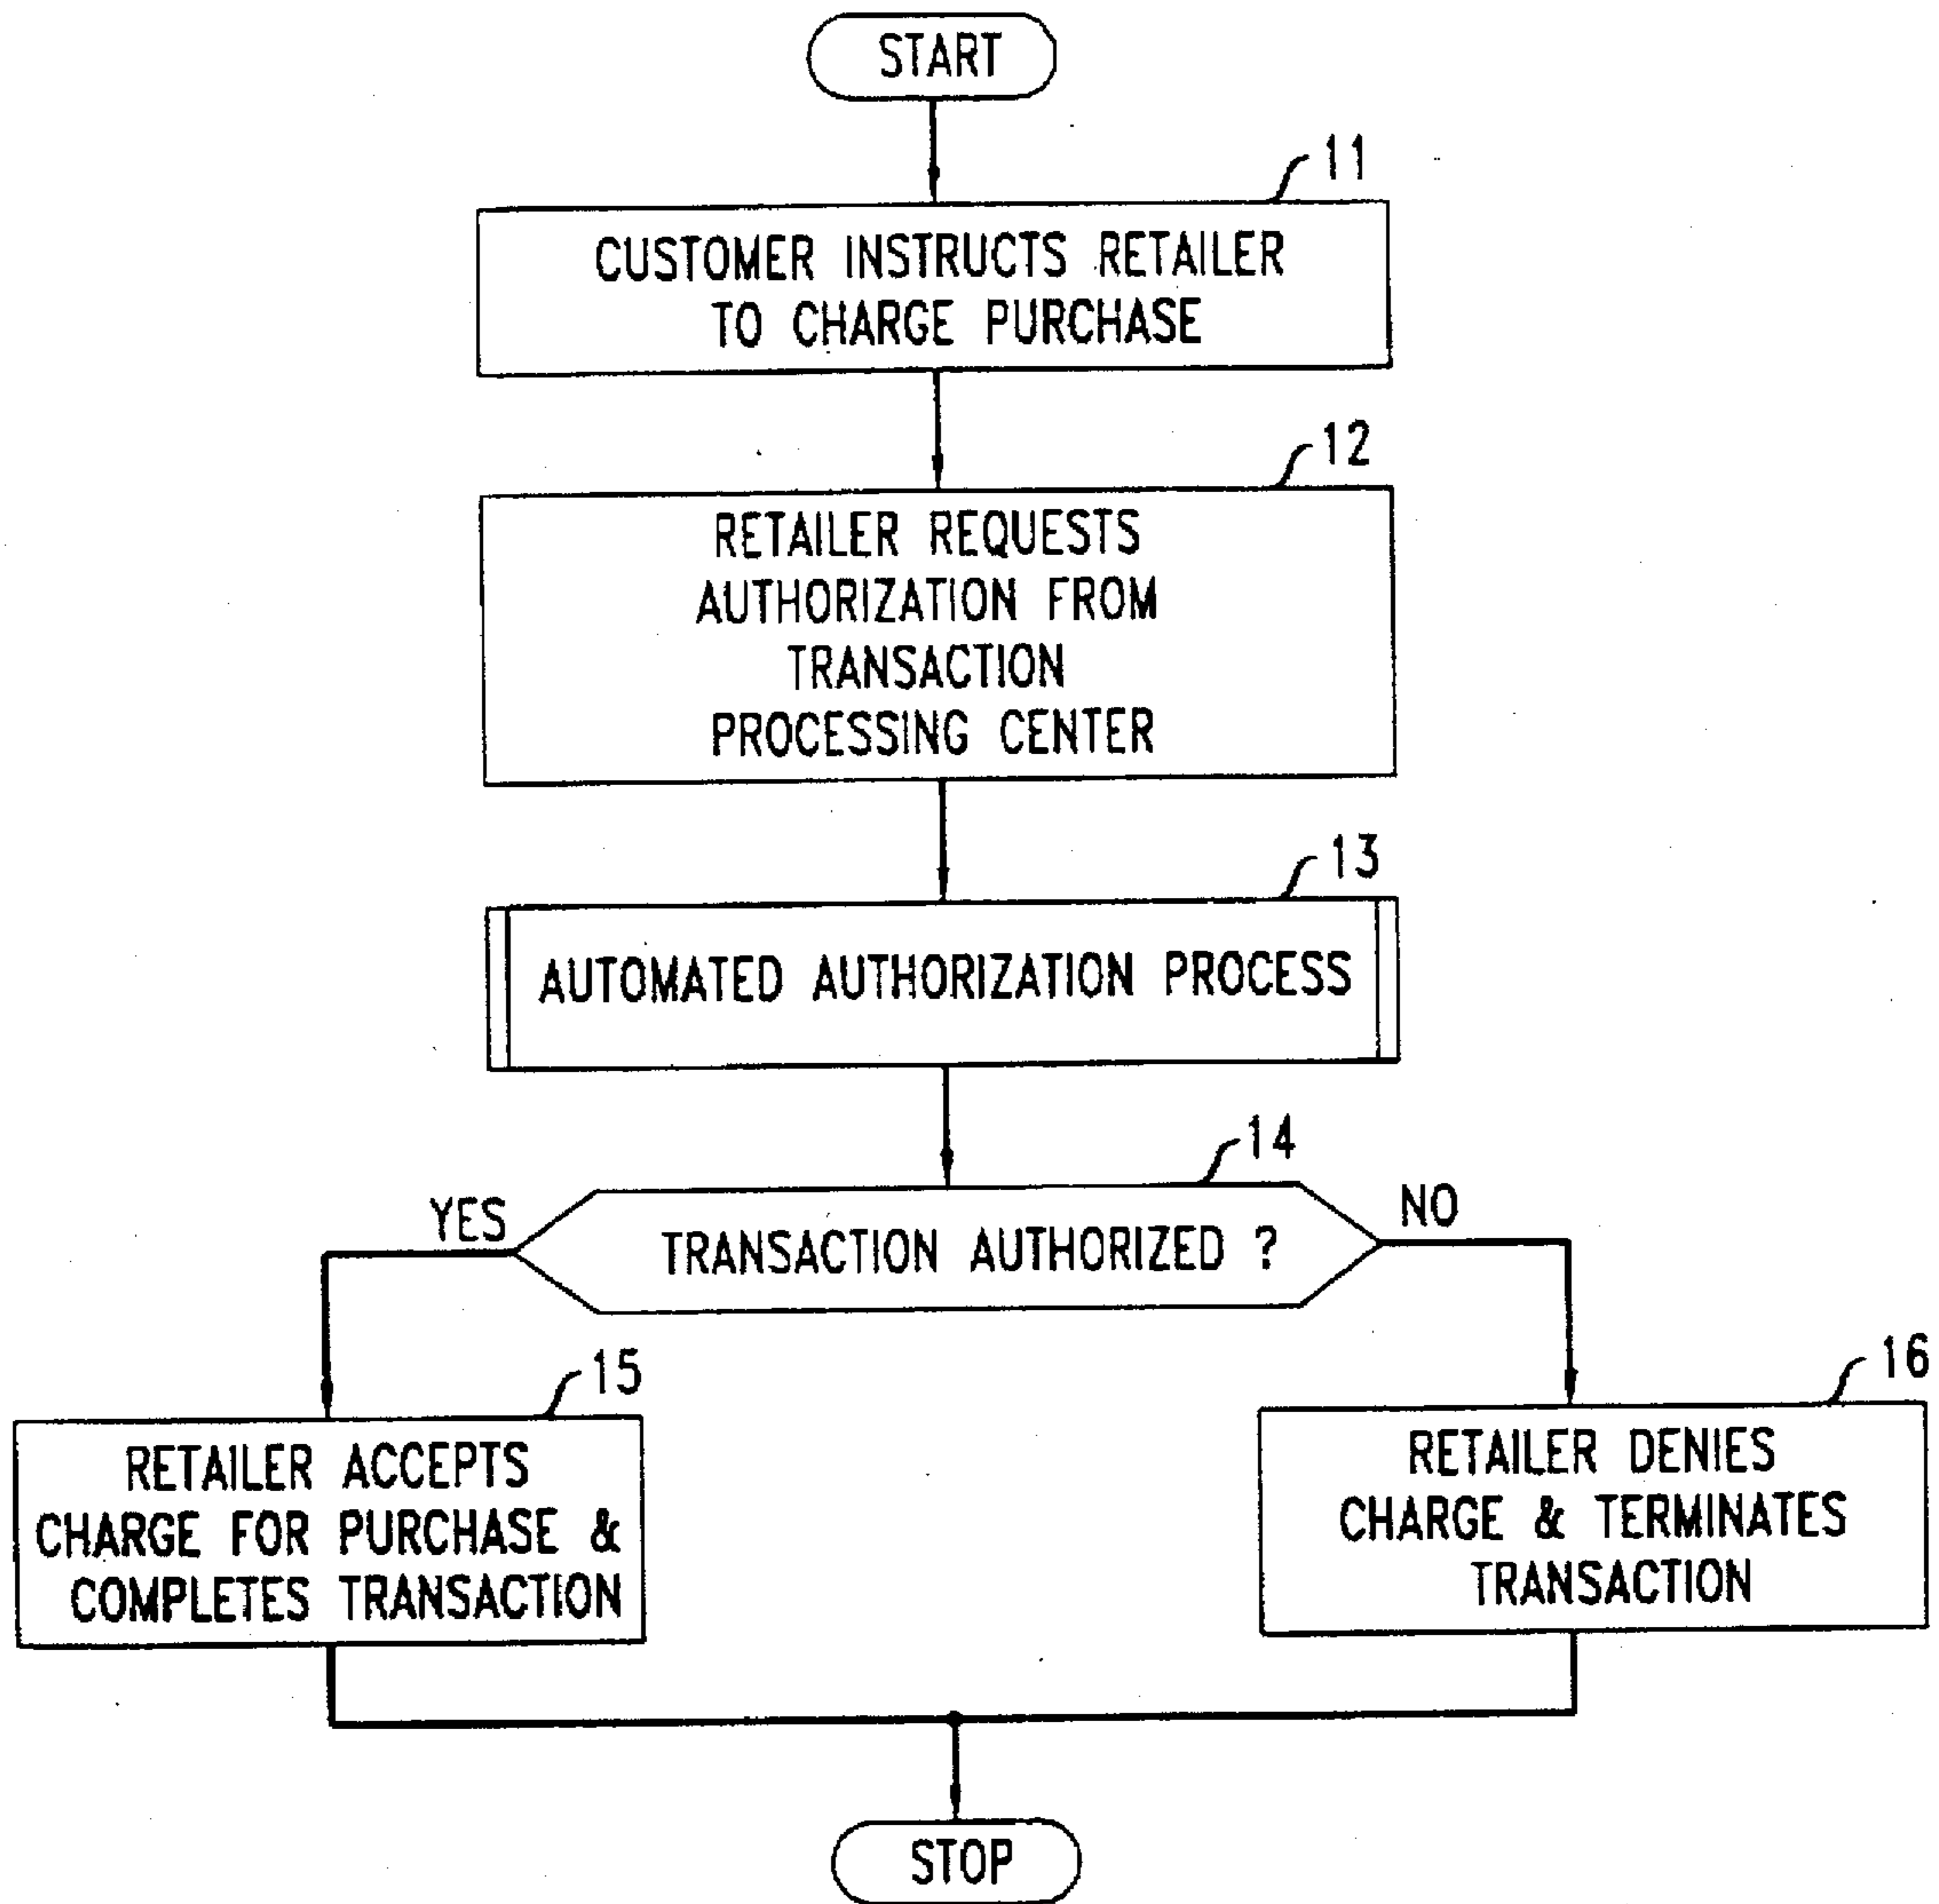 START
11
CUSTOMER INSTRUCTS RETAILER
TO CHARGE PURCHASE
12
RETAILER REQUESTS
AUTHORIZATION FROM
TRANSACTION
PROCESSING CENTER
13
AUTOMATED AUTHORIZATION PROCESS
14
YES
TRANSACTION AUTHORIZED ?
NO
15
RETAILER ACCEPTS
CHARGE FOR PURCHASE &
COMPLETES TRANSACTION
16
RETAILER DENIES
CHARGE & TERMINATES
TRANSACTION
STOP